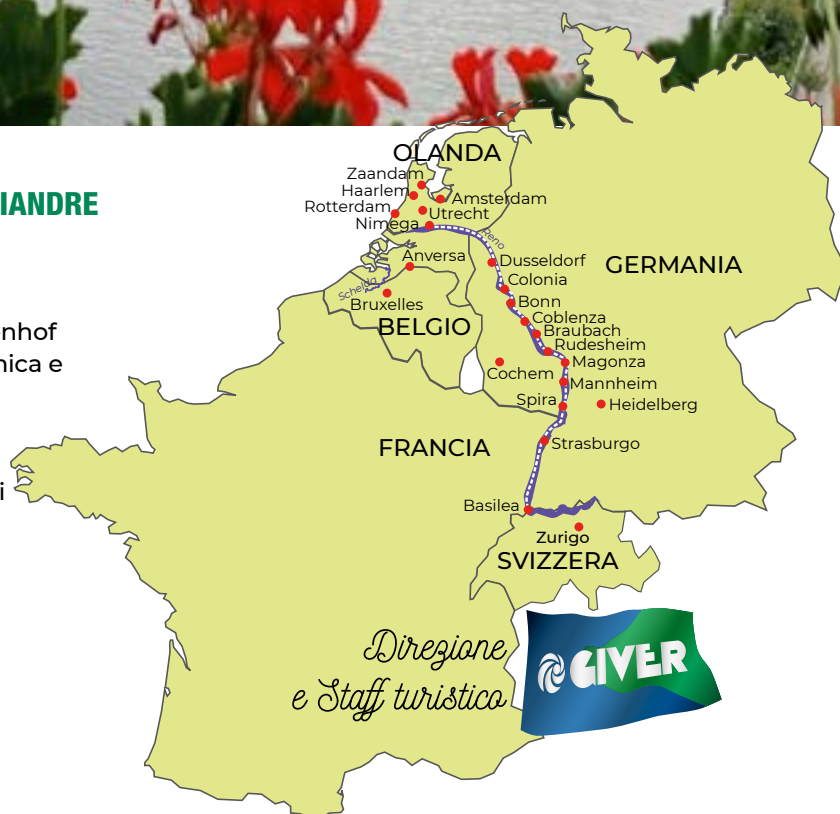 IANDRE
nhof
nica e
i
OLANDA
Zaandam
Haarlem
Amsterdam
Rotterdam
Utrecht
Nimega
Reno
Anversa
Dusseldorf
GERMANIA
Schelda
Colonia
Bruxelles
Bonn
Coblenza
BELGIO
Braubach
Rudesheim
Magonza
Cochem
Mannheim
Spira
Heidelberg
FRANCIA
Strasburgo
Basilea
Zurigo
SVIZZERA
Direzione
e Staff turistico
GIVER